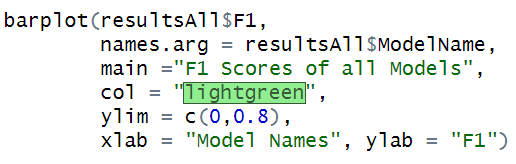 barplot(resultsAll$F1,
names.arg = resultsAll$ModelName,
main ="F1 Scores of all Models",
col = "lightgreen",
ylim = c(0,0.8),
xlab = "Model Names", ylab = "F1")